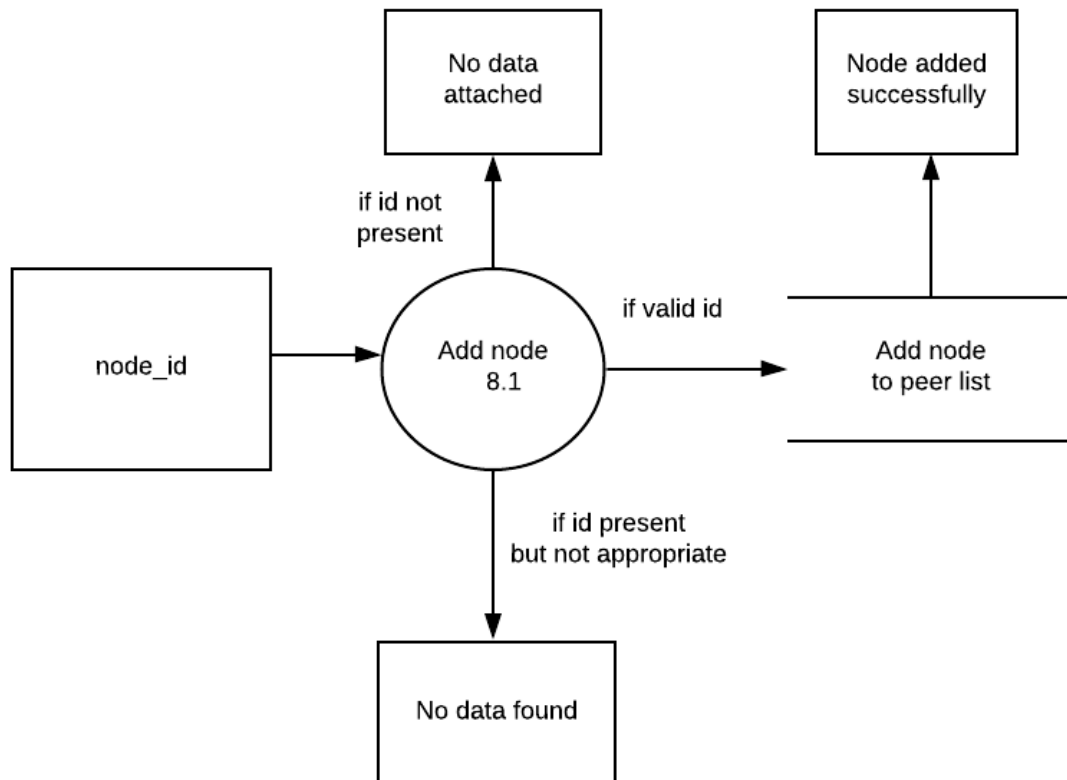 No data
attached
Node added
successfully
if id not
present
node_id
Add node
8.1
if valid id
Add node
to peer list
if id present
but not appropriate
No data found